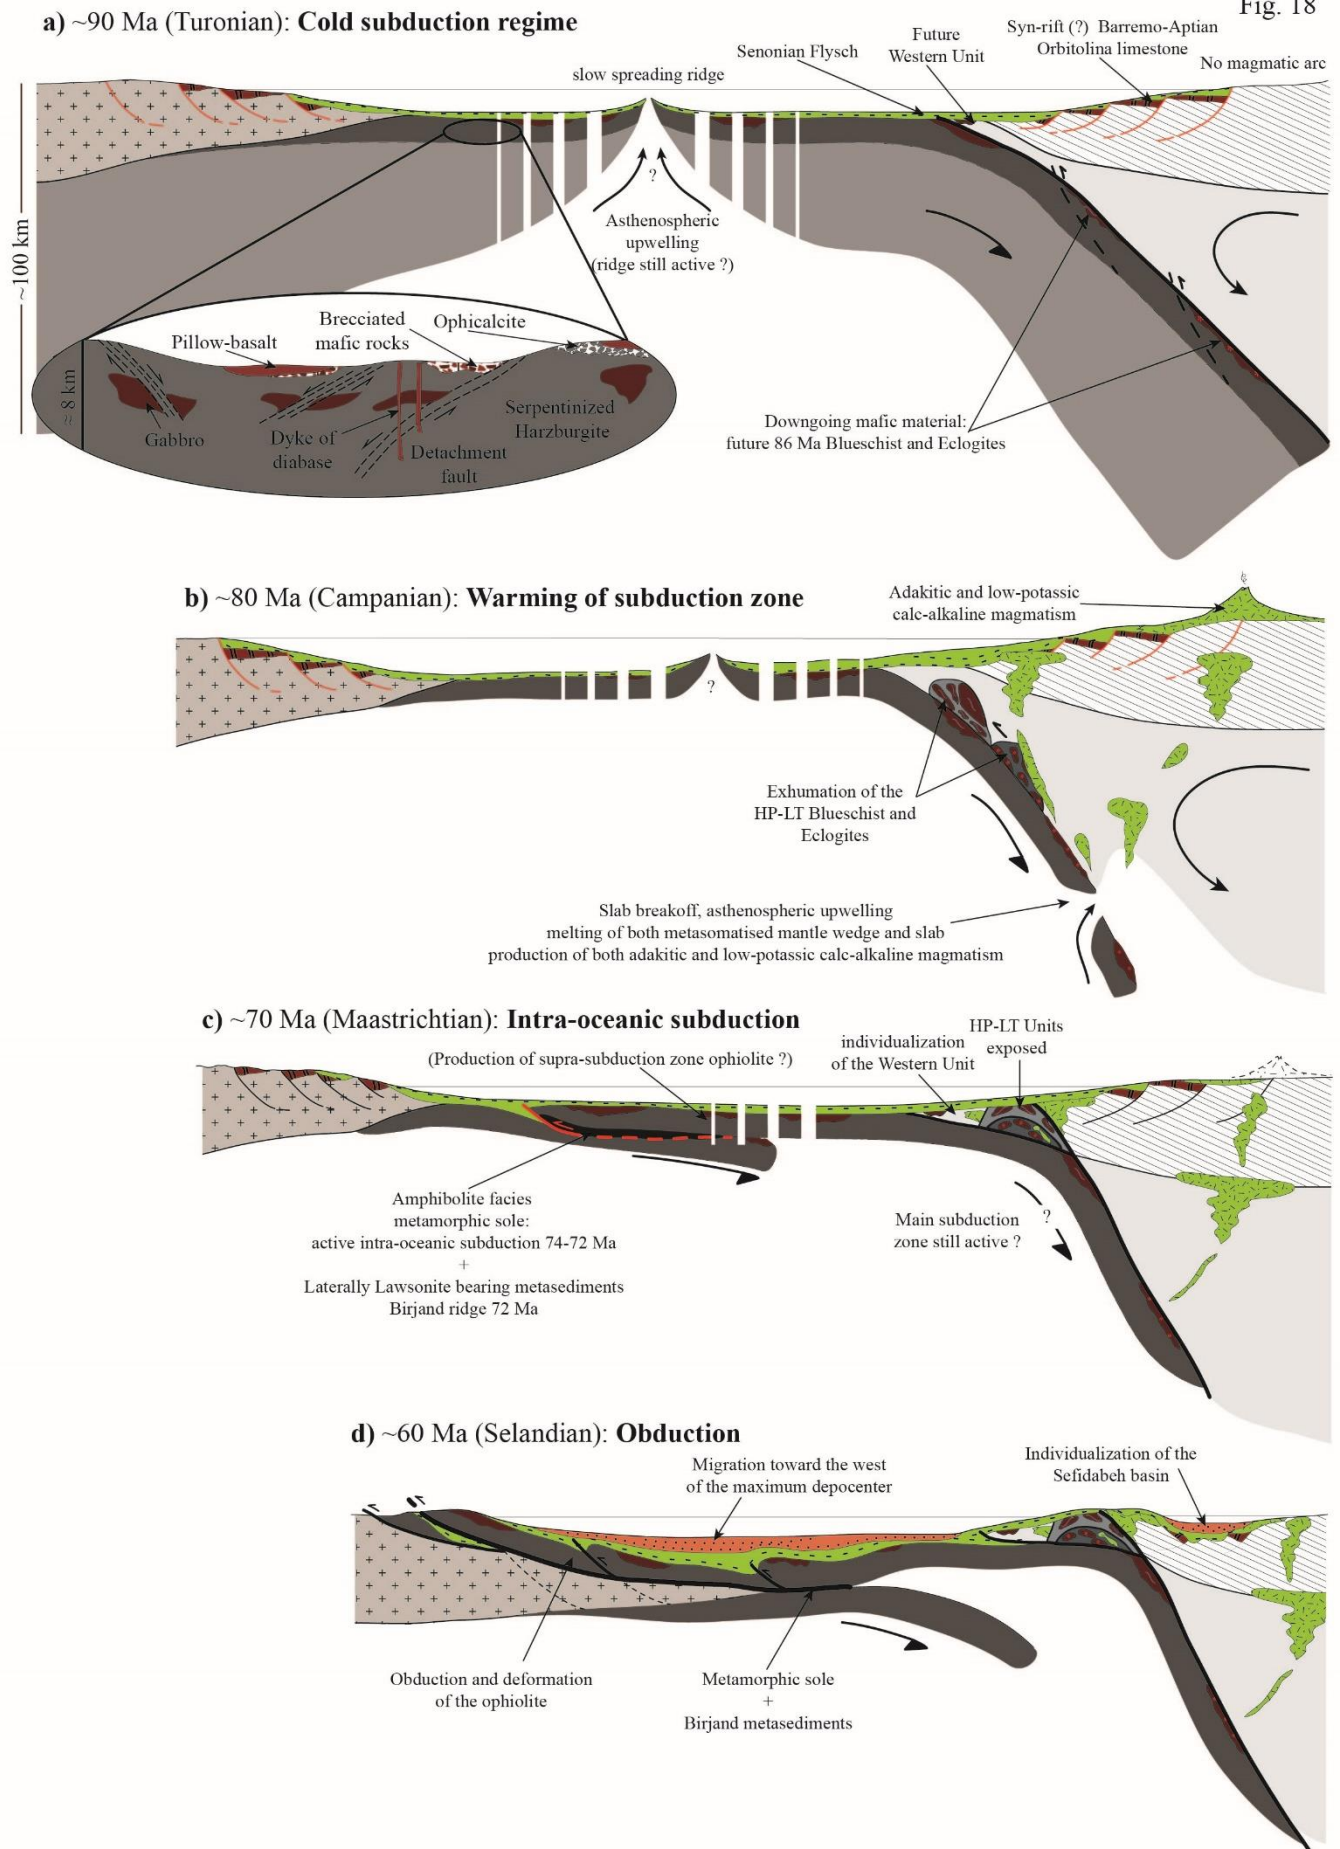 Fig. 18
a) ~90 Ma (Turonian): Cold subduction regime
Senonian Flysch
Future
Western Unit
Syn-rift (?) Barremo-Aptian
Orbitolina limestone
No magmatic arc
slow spreading ridge
~100 km
?
Asthenospheric
upwelling
(ridge still active ?)
Pillow-basalt
Brecciated
mafic rocks
Ophicalcite
≈ 8 km
Gabbro
Dyke of
diabase
Detachment
fault
Serpentinized
Harzburgite
Downgoing mafic material:
future 86 Ma Blueschist and Eclogites
b) ~80 Ma (Campanian): Warming of subduction zone
Adakitic and low-potassic
calc-alkaline magmatism
?
Exhumation of the
HP-LT Blueschist and
Eclogites
Slab breakoff, asthenospheric upwelling
melting of both metasomatised mantle wedge and slab
production of both adakitic and low-potassic calc-alkaline magmatism
c) ~70 Ma (Maastrichtian): Intra-oceanic subduction
(Production of supra-subduction zone ophiolite ?)
individualization
of the Western Unit
HP-LT Units
exposed
Amphibolite facies
metamorphic sole:
active intra-oceanic subduction 74-72 Ma
+
Laterally Lawsonite bearing metasediments
Birjand ridge 72 Ma
Main subduction
zone still active ?
?
d) ~60 Ma (Selandian): Obduction
Migration toward the west
of the maximum depocenter
Individualization of the
Sefidabeh basin
Obduction and deformation
of the ophiolite
Metamorphic sole
+
Birjand metasediments